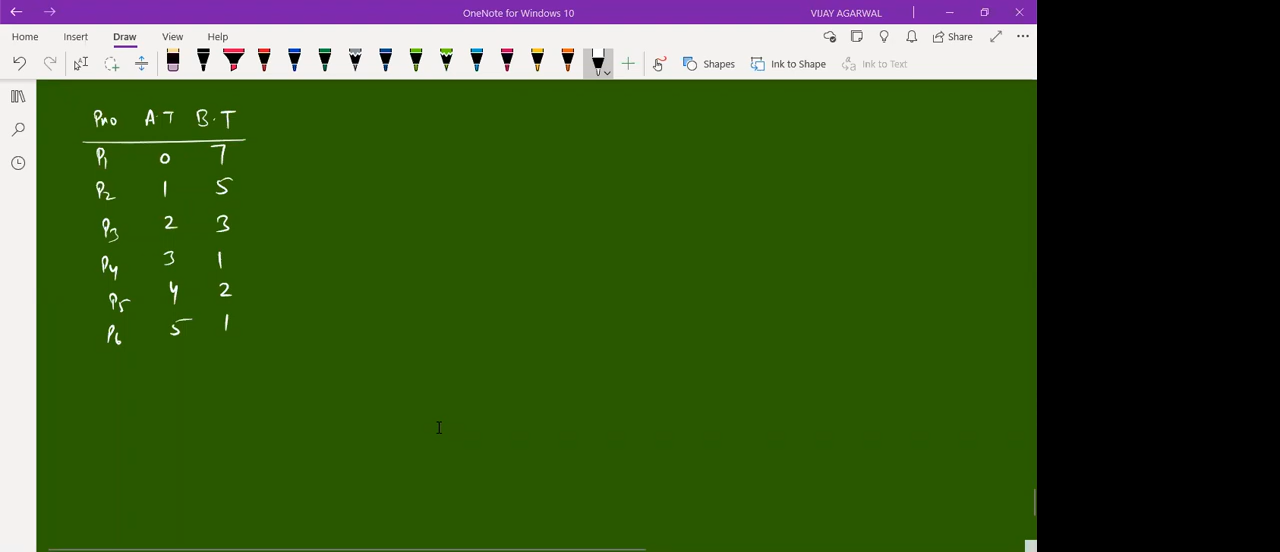 OneNote for Windows 10
VIJAY AGARWAL
Home Insert Draw View Help
Share
Shapes Ink to Shape Ink to Text
Pno A.T B.T
P1 0 7
P2 1 5
P3 2 3
P4 3 1
P5 4 2
P6 5 1